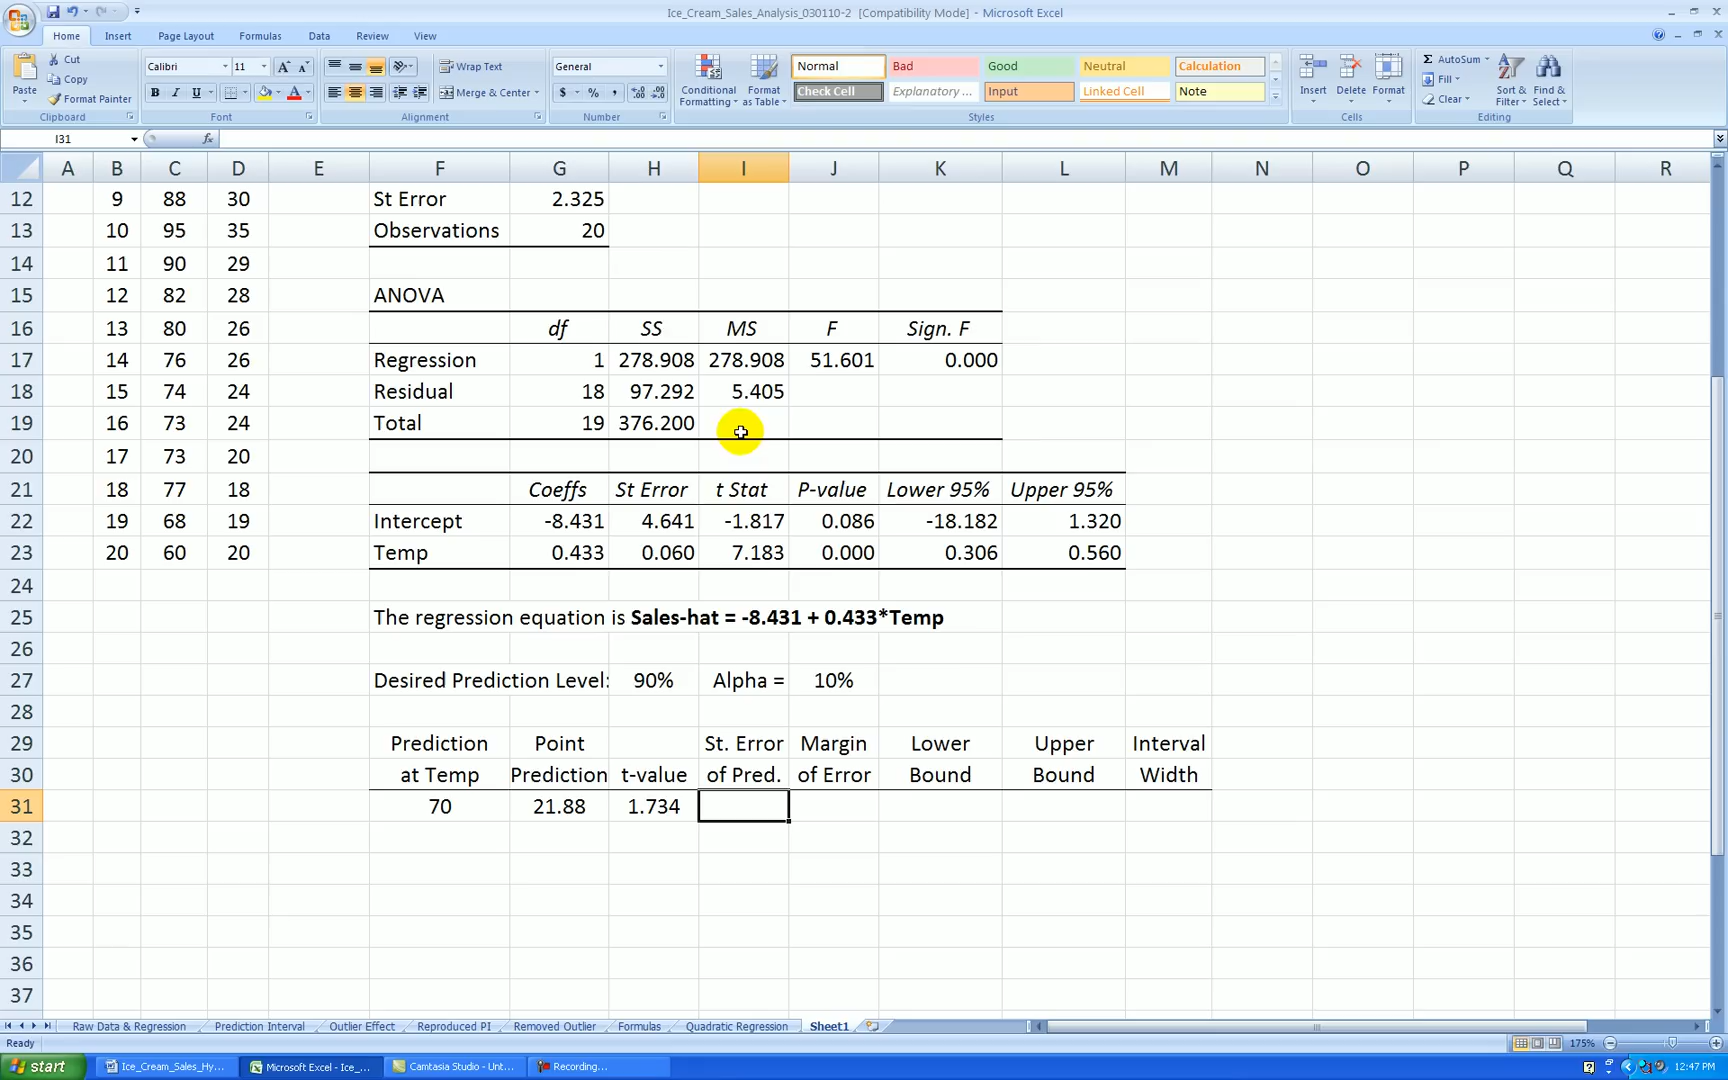 Ice_Cream_Sales_Analysis_030110-2 [Compatibility Mode] - Microsoft Excel
Home Insert Page Layout Formulas Data Review View
Paste Cut Copy Format Painter Clipboard
Calibri 11 B I U A Font
Wrap Text Merge & Center Alignment
General $ % , Number
Conditional Formatting Format as Table
Normal Bad Good Neutral Calculation
Check Cell Explanatory ... Input Linked Cell Note
Styles
Insert Delete Format Cells
AutoSum Fill Clear Sort & Filter Find & Select Editing
I31 fx
A B C D E F G H I J K L M N O P Q R
12 9 88 30 St Error 2.325
13 10 95 35 Observations 20
14 11 90 29
15 12 82 28 ANOVA
16 13 80 26 df SS MS F Sign. F
17 14 76 26 Regression 1 278.908 278.908 51.601 0.000
18 15 74 24 Residual 18 97.292 5.405
19 16 73 24 Total 19 376.200
20 17 73 20
21 18 77 18 Coeffs St Error t Stat P-value Lower 95% Upper 95%
22 19 68 19 Intercept -8.431 4.641 -1.817 0.086 -18.182 1.320
23 20 60 20 Temp 0.433 0.060 7.183 0.000 0.306 0.560
24
25 The regression equation is Sales-hat = -8.431 + 0.433*Temp
26
27 Desired Prediction Level: 90% Alpha = 10%
28
29 Prediction Point St. Error Margin Lower Upper Interval
30 at Temp Prediction t-value of Pred. of Error Bound Bound Width
31 70 21.88 1.734
32
33
34
35
36
37
Raw Data & Regression Prediction Interval Outlier Effect Reproduced PI Removed Outlier Formulas Quadratic Regression Sheet1
Ready 175%
start Ice_Cream_Sales_Hy... Microsoft Excel - Ice_... Camtasia Studio - Unt... Recording... 12:47 PM